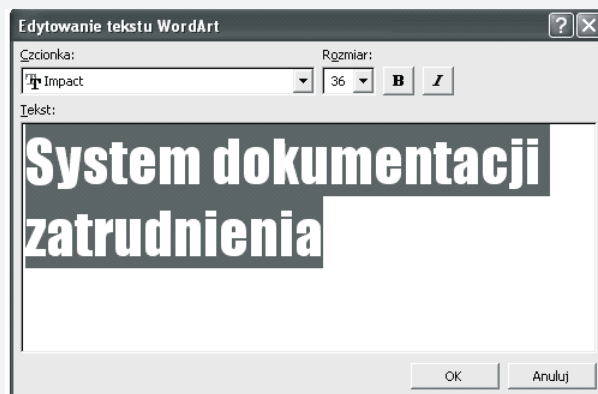 Edytowanie tekstu WordArt
Czcionka: Rozmiar:
Impact 36 B I
Tekst:
System dokumentacji
zatrudnienia
OK Anuluj